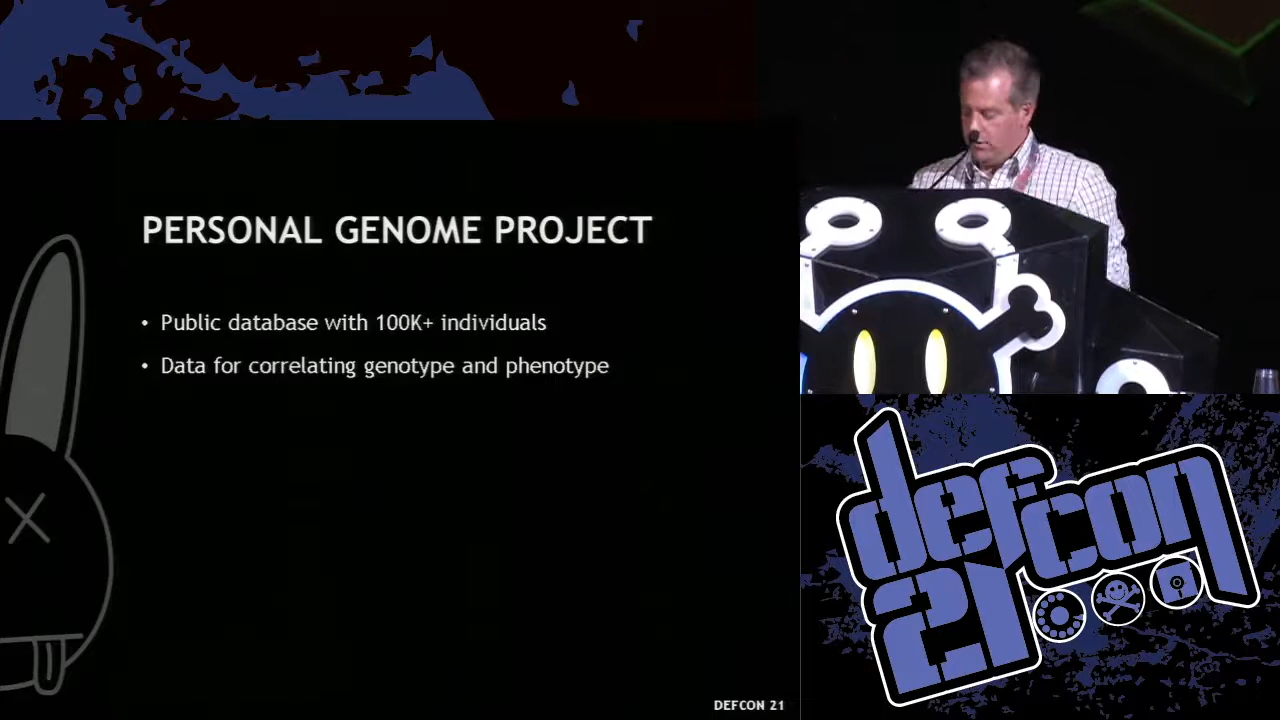 PERSONAL GENOME PROJECT
• Public database with 100K+ individuals
• Data for correlating genotype and phenotype
DEFCON 21
defcon
21